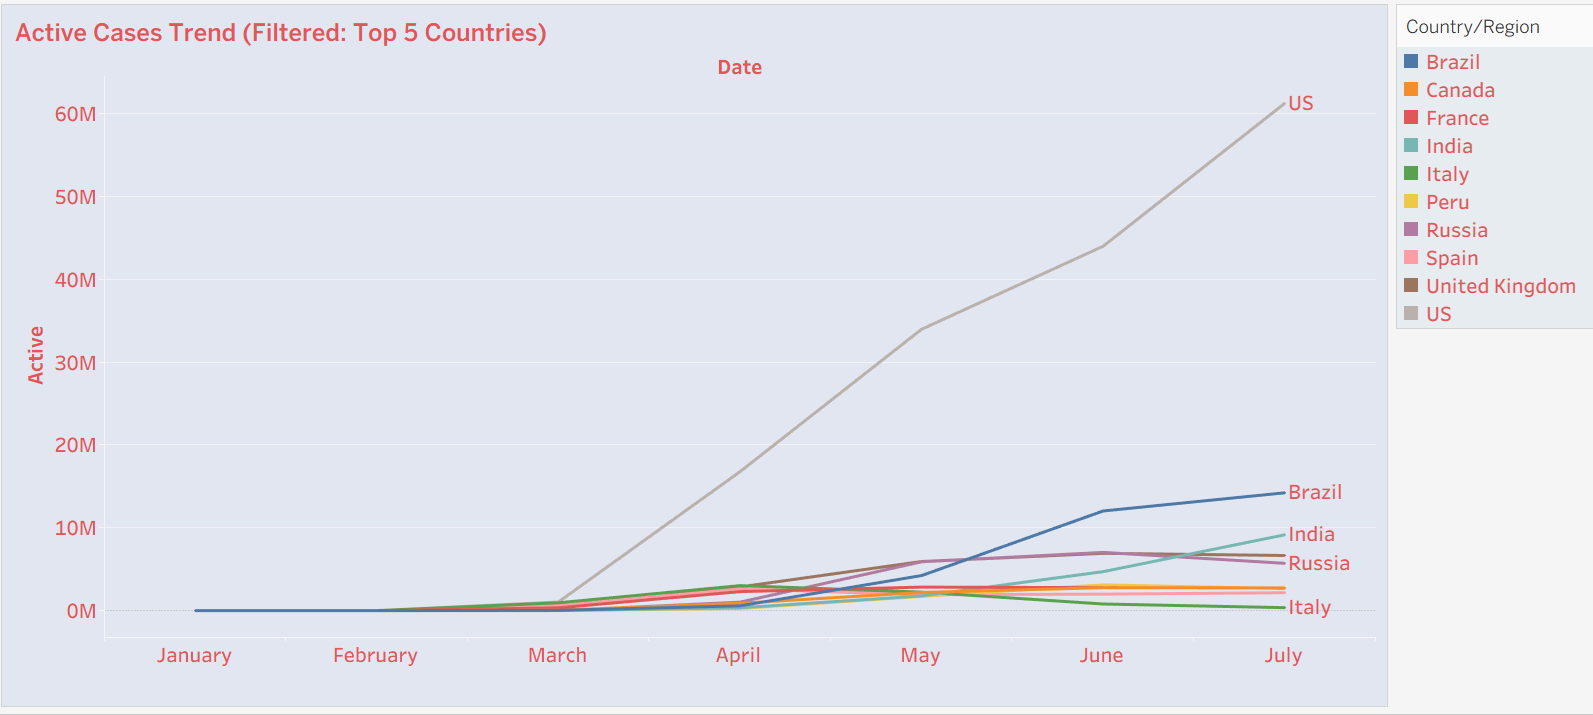 Active Cases Trend (Filtered: Top 5 Countries)
Date
60M
50M
40M
30M
20M
10M
0M
Active
US
Brazil
India
Russia
Italy
January
February
March
April
May
June
July
Country/Region
Brazil
Canada
France
India
Italy
Peru
Russia
Spain
United Kingdom
US